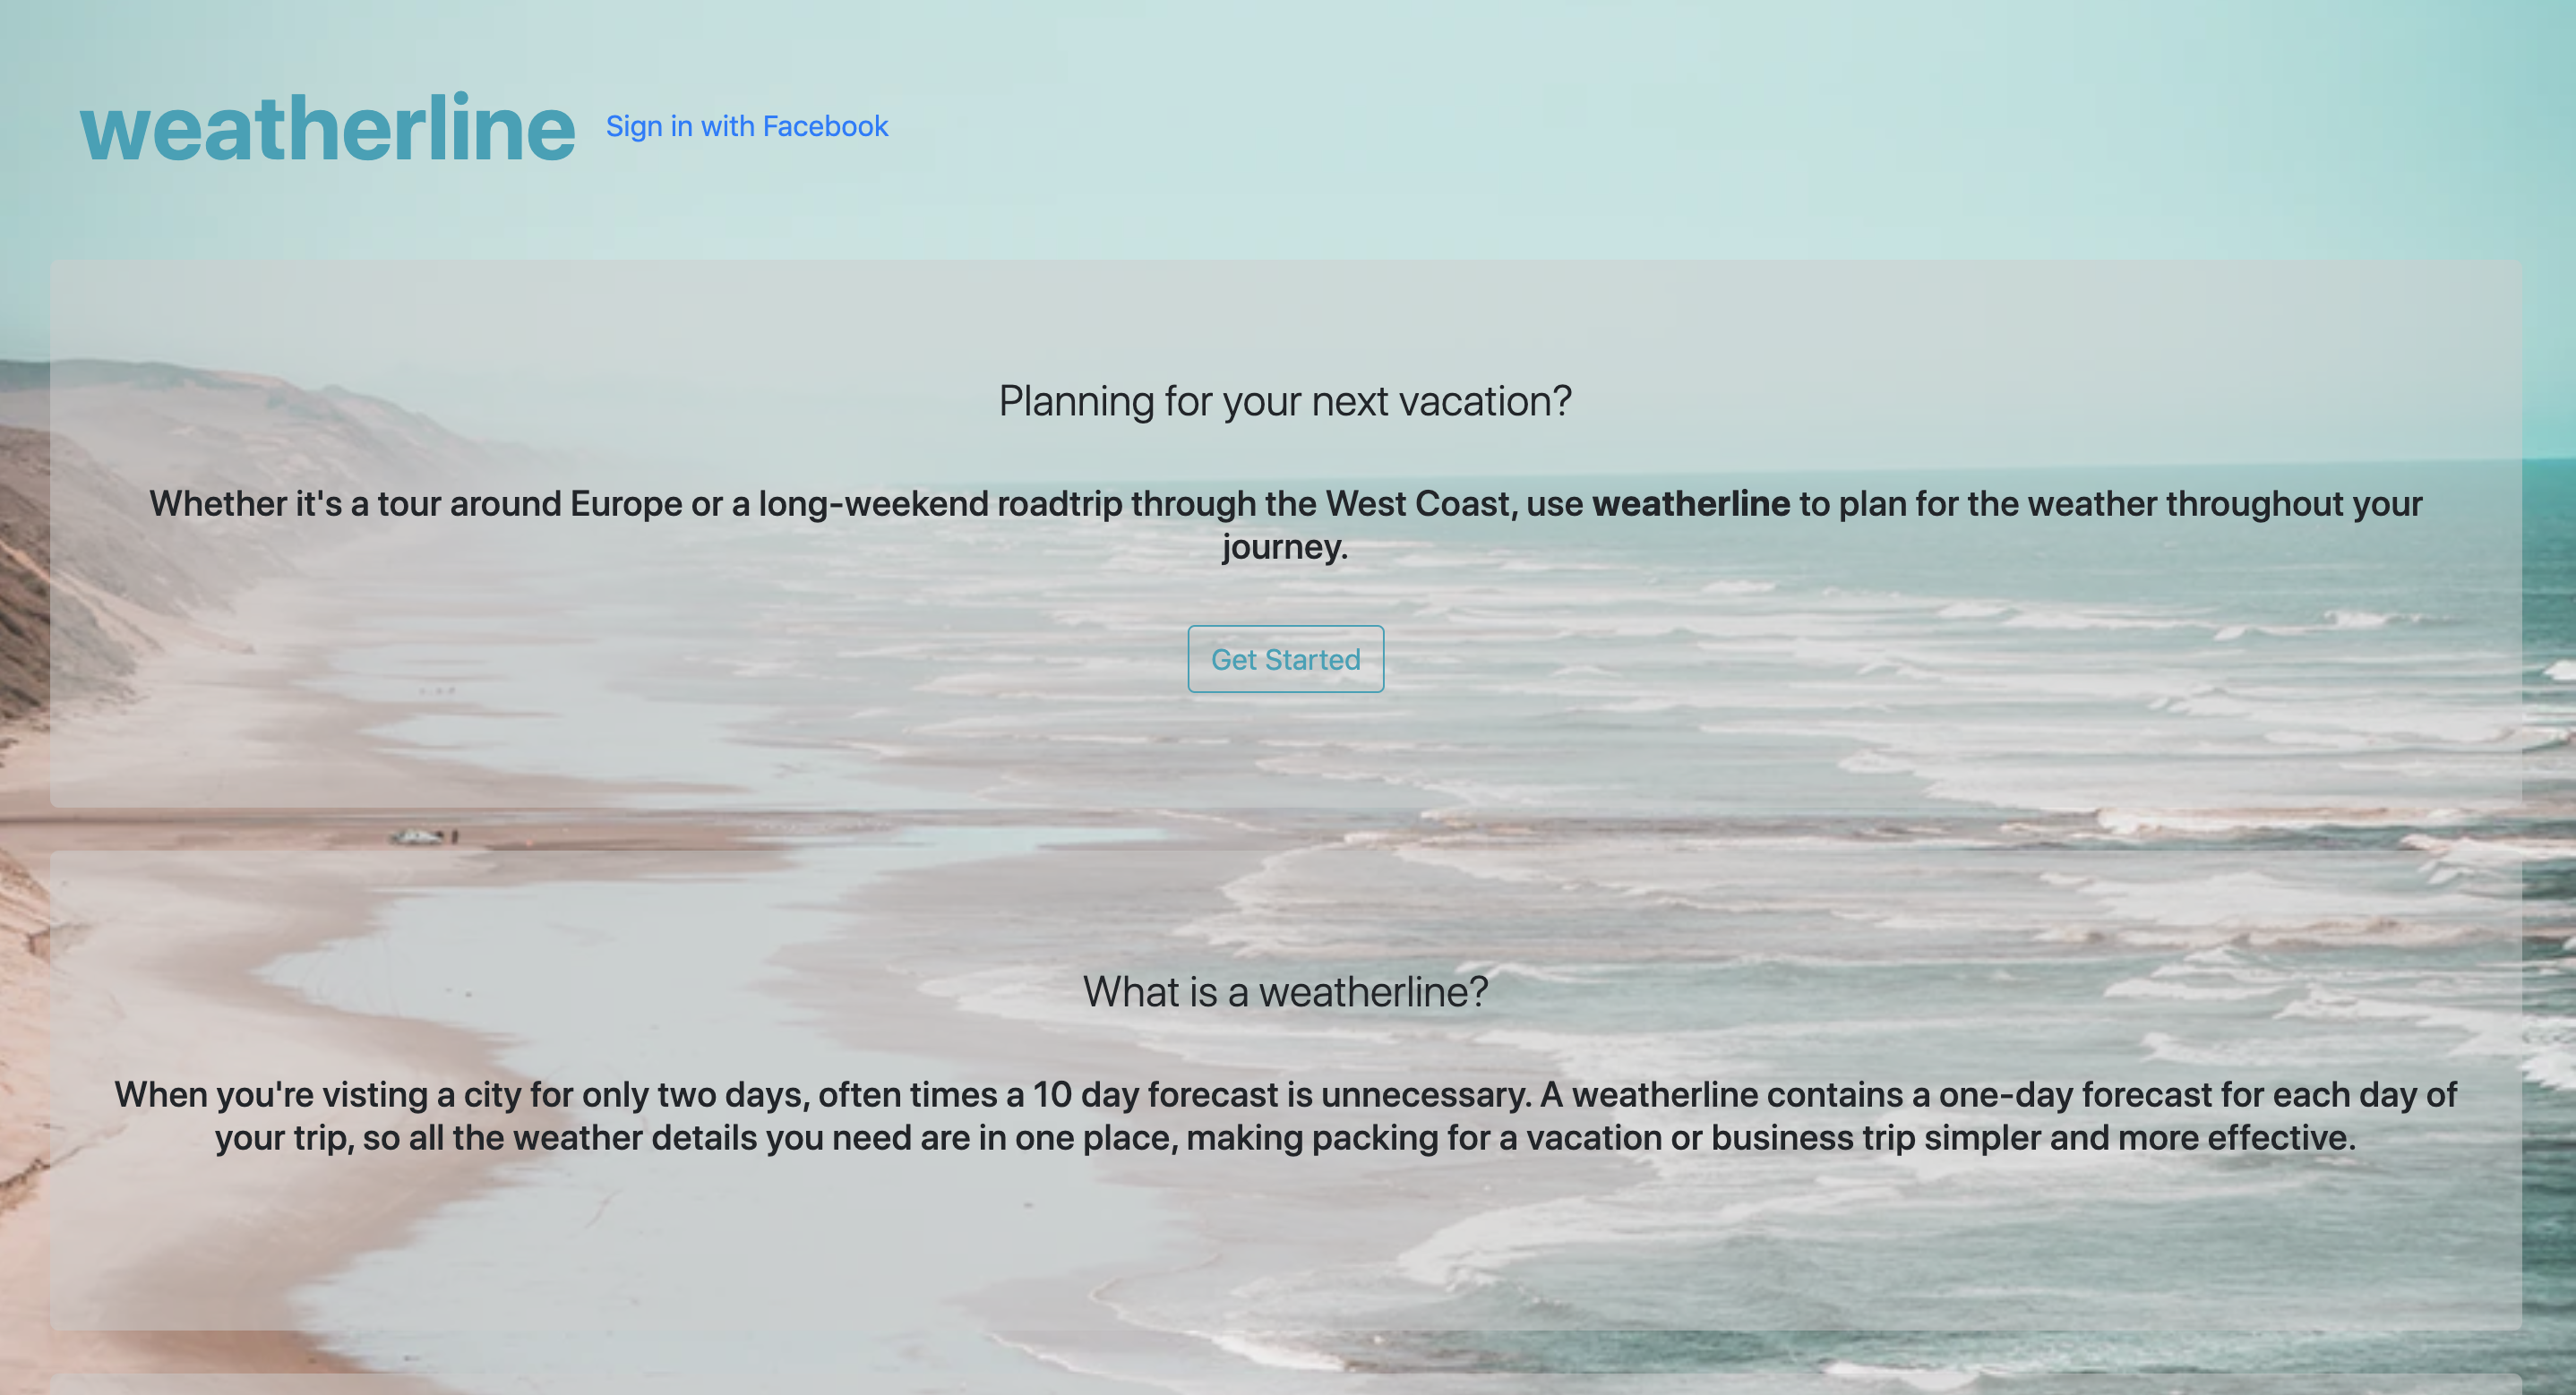 weatherline
Sign in with Facebook
Planning for your next vacation?
Whether it's a tour around Europe or a long-weekend roadtrip through the West Coast, use weatherline to plan for the weather throughout your
journey.
Get Started
What is a weatherline?
When you're visting a city for only two days, often times a 10 day forecast is unnecessary. A weatherline contains a one-day forecast for each day of
your trip, so all the weather details you need are in one place, making packing for a vacation or business trip simpler and more effective.